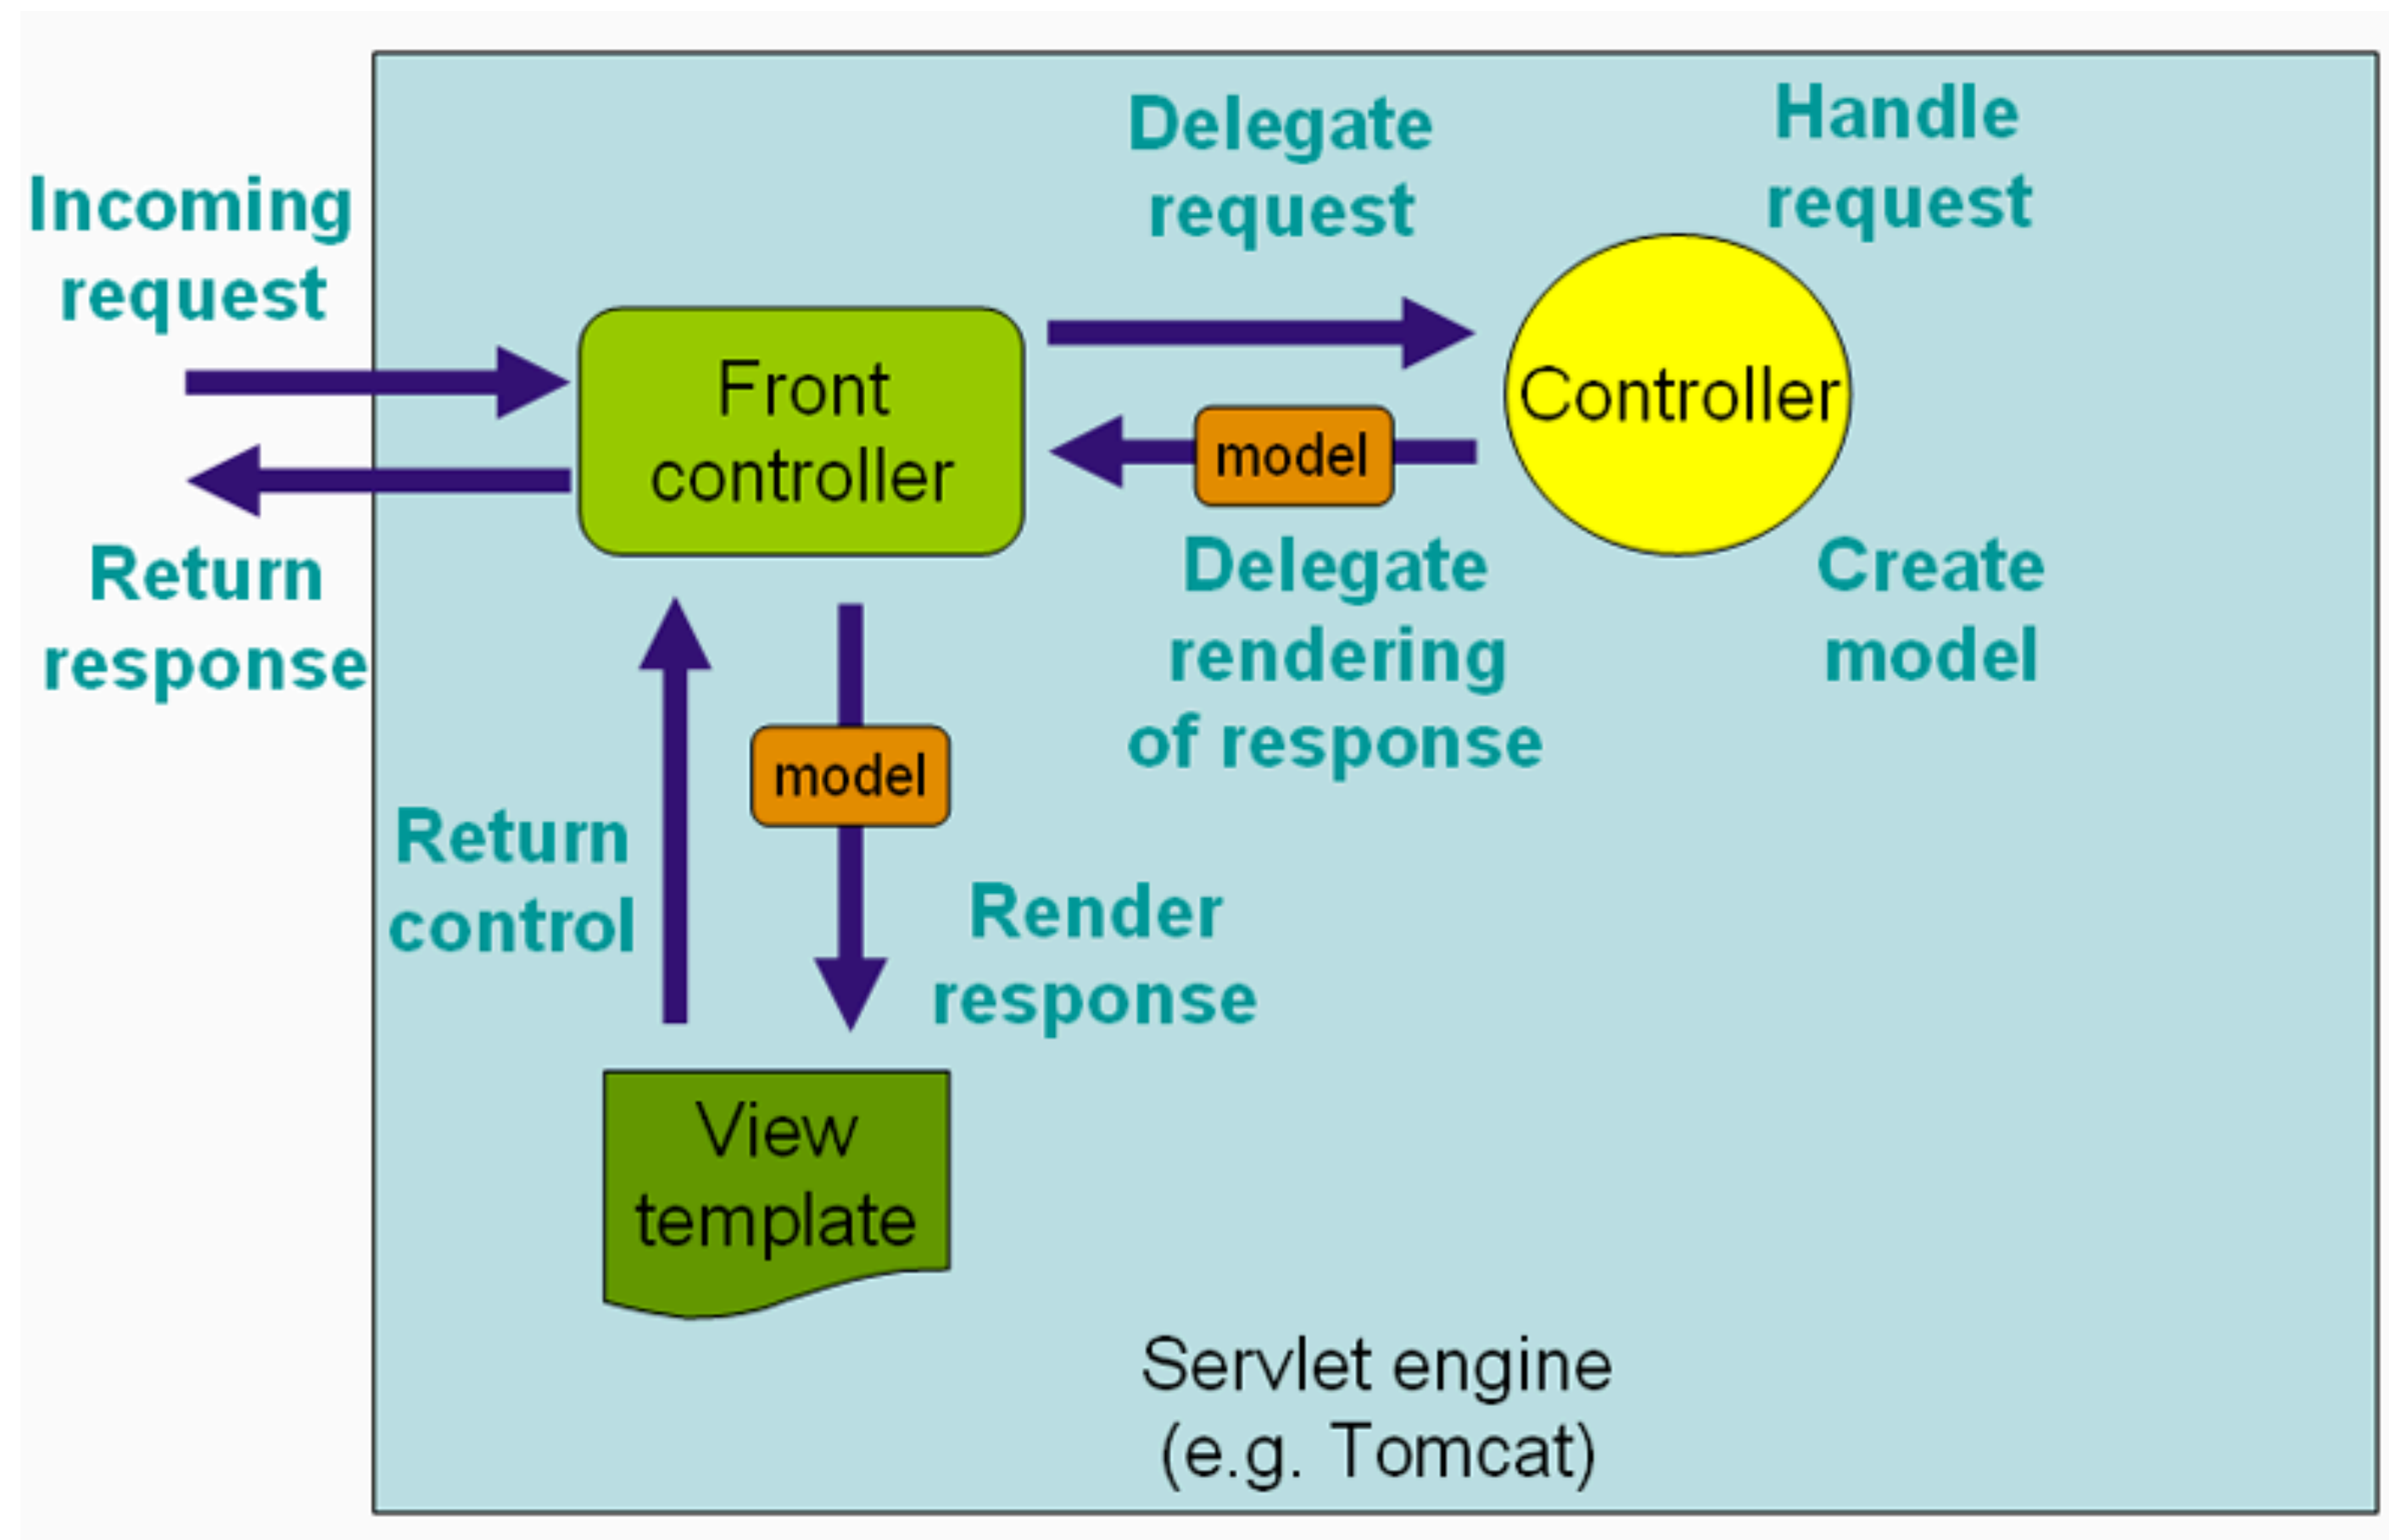 Incoming
request
Delegate
request
Handle
request
Front
controller
Controller
model
Return
response
Delegate
rendering
of response
Create
model
model
Return
control
Render
response
View
template
Servlet engine
(e.g. Tomcat)